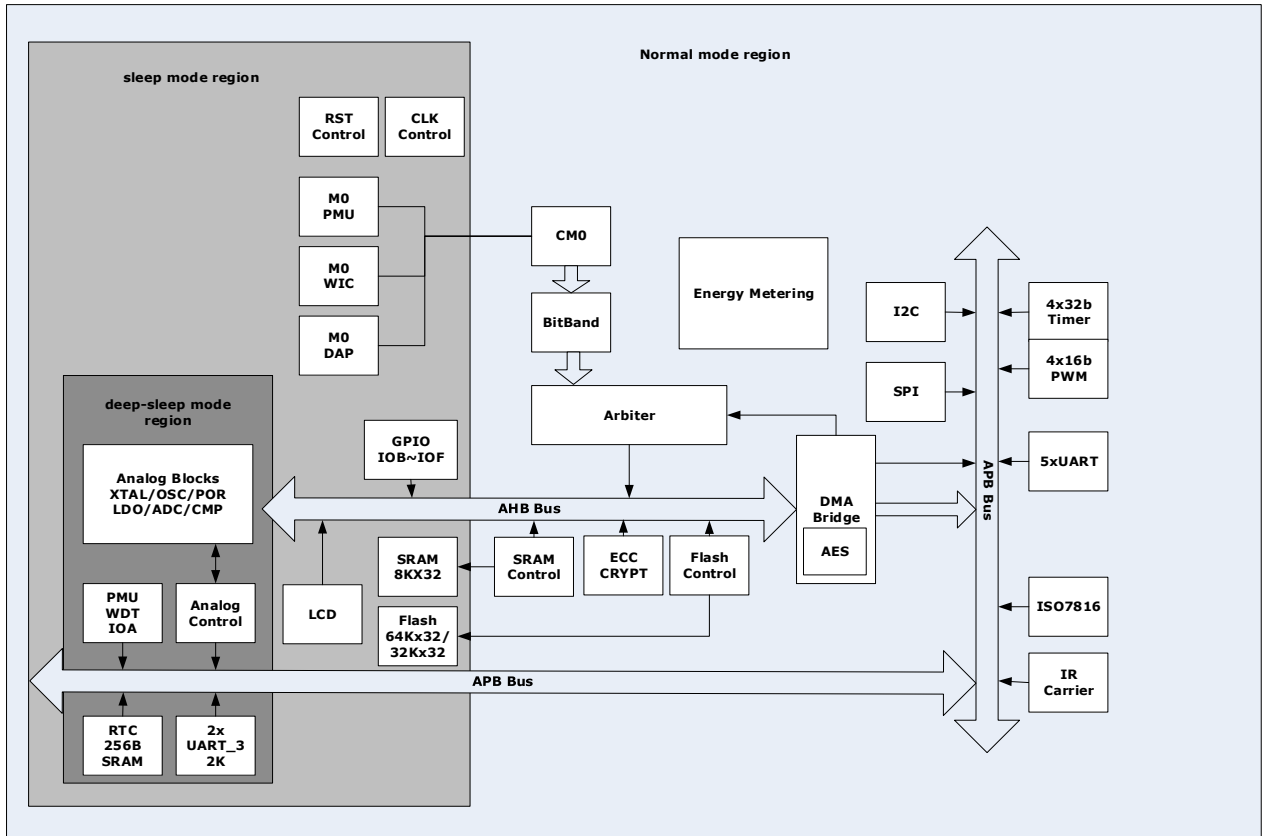 Normal mode region
sleep mode region
RST
Control
CLK
Control
M0
PMU
M0
WIC
M0
DAP
CM0
BitBand
Energy Metering
I2C
4x32b
Timer
4x16b
PWM
SPI
Arbiter
deep-sleep mode
region
GPIO
IOB~IOF
Analog Blocks
XTAL/OSC/POR
LDO/ADC/CMP
AHB Bus
DMA
Bridge
AES
APB Bus
5xUART
SRAM
8KX32
SRAM
Control
ECC
CRYPT
Flash
Control
PMU
WDT
IOA
Analog
Control
LCD
Flash
64Kx32/
32Kx32
ISO7816
IR
Carrier
APB Bus
RTC
256B
SRAM
2x
UART_3
2K